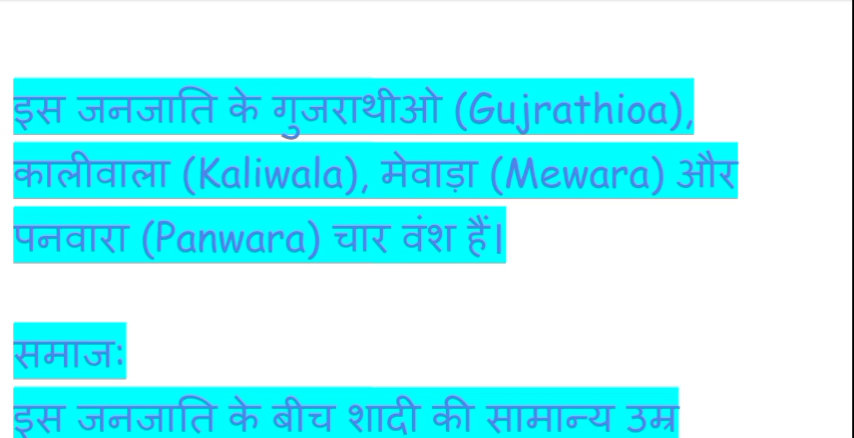 इस जनजाति के गुजराथीओ (Gujrathioa),
कालीवाला (Kaliwala), मेवाड़ा (Mewara) और
पनवारा (Panwara) चार वंश हैं।
समाज:
इस जनजाति के बीच शादी की सामान्य उम्र